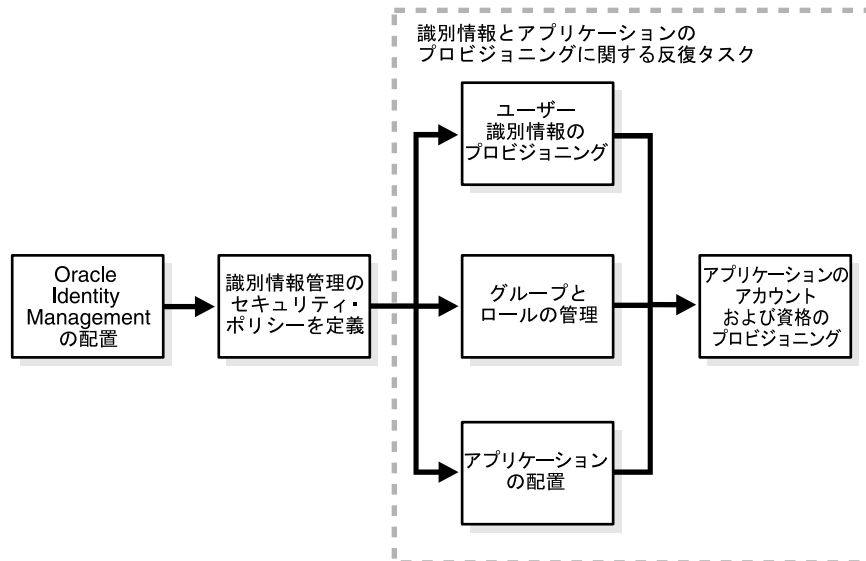 識別情報とアプリケーションの
プロビジョニングに関する反復タスク
ユーザー
識別情報の
プロビジョニング
Oracle
Identity
Management
の配置
識別情報管理の
セキュリティ・
ポリシーを定義
グループと
ロールの管理
アプリケーションの
アカウント
および資格の
プロビジョニング
アプリケーション
の配置